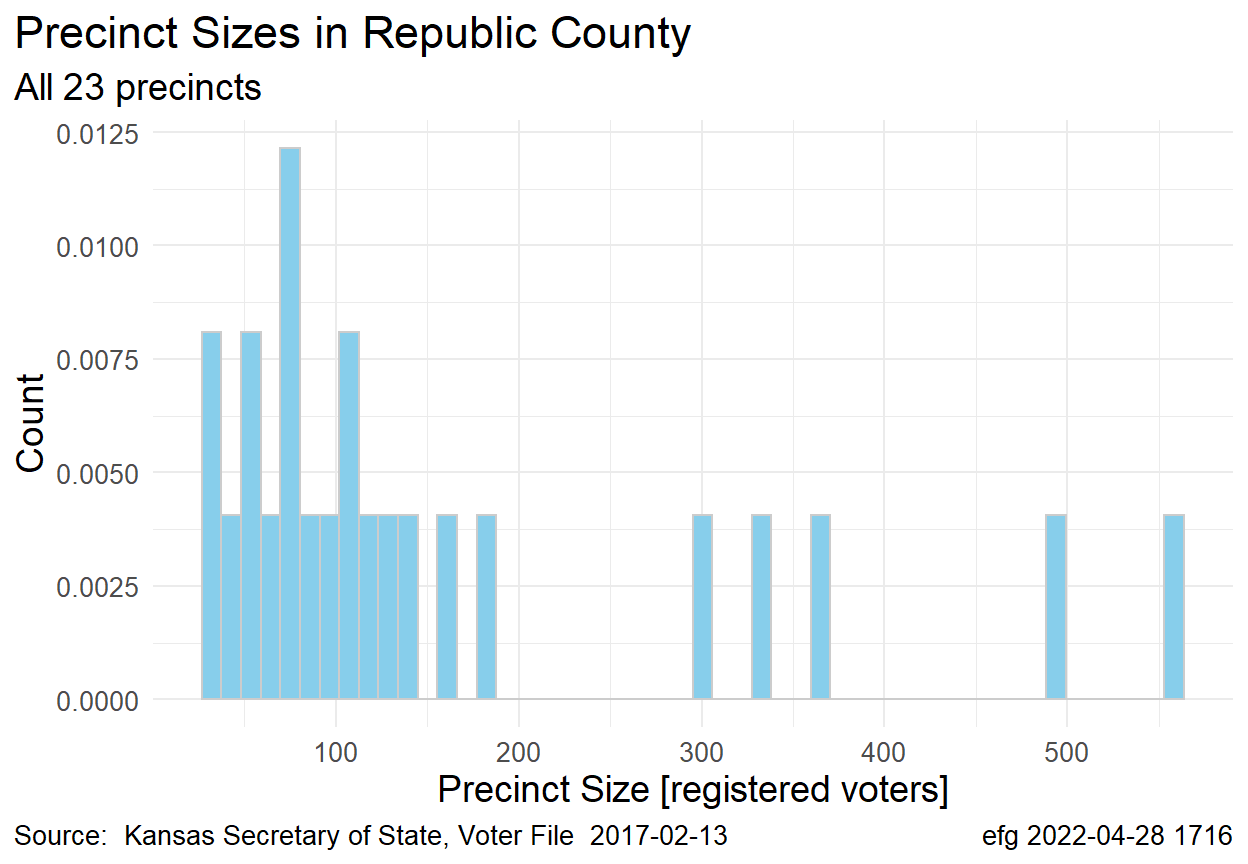 Precinct Sizes in Republic County
All 23 precincts
0.0125
0.0100
0.0075
0.0050
0.0025
0.0000
Count
100 200 300 400 500
Precinct Size [registered voters]
Source:  Kansas Secretary of State, Voter File  2017-02-13 efg 2022-04-28 1716